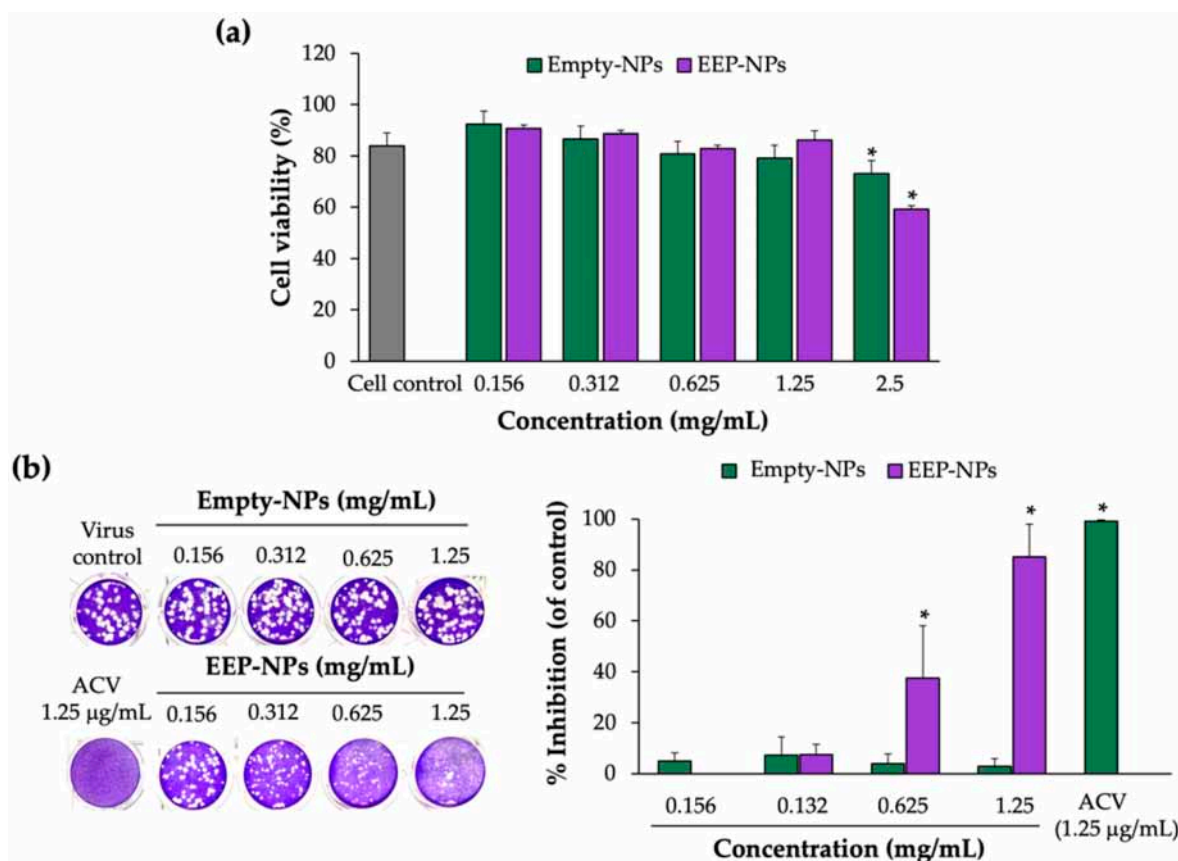 (a)
Empty-NPs EEP-NPs
120
100
80
60
40
20
0
Cell viability (%)
* *
Cell control 0.156 0.312 0.625 1.25 2.5
Concentration (mg/mL)
(b)
Empty-NPs (mg/mL)
Virus
control 0.156 0.312 0.625 1.25
EEP-NPs (mg/mL)
ACV
1.25 μg/mL 0.156 0.312 0.625 1.25
Empty-NPs EEP-NPs
100
80
60
40
20
0
% Inhibition (of control)
* * *
0.156 0.132 0.625 1.25 ACV
(1.25 μg/mL)
Concentration (mg/mL)